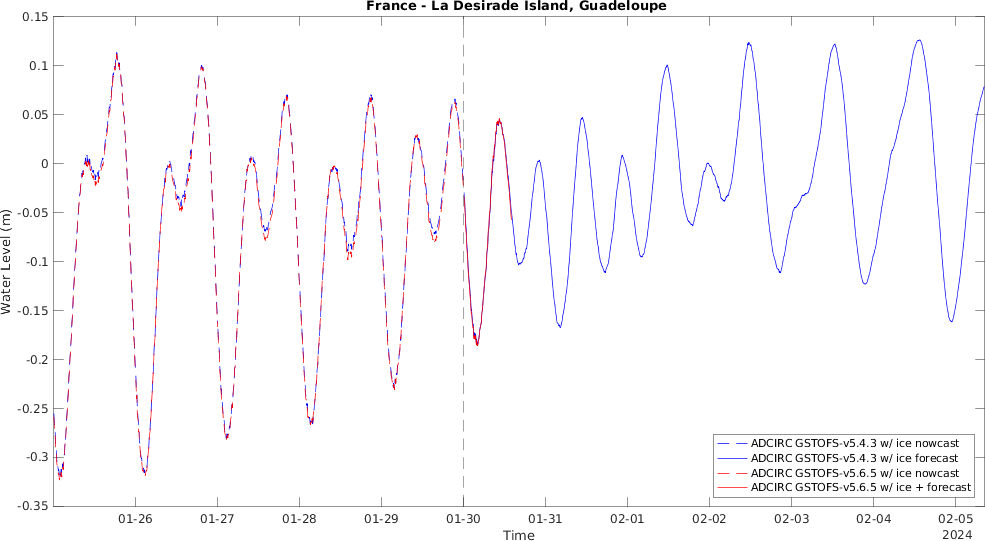 France - La Desirade Island, Guadeloupe
0.15
0.1
0.05
0
-0.05
-0.1
-0.15
-0.2
-0.25
-0.3
-0.35
Water Level (m)
ADCIRC GSTOFS-v5.4.3 w/ ice nowcast
ADCIRC GSTOFS-v5.4.3 w/ ice forecast
ADCIRC GSTOFS-v5.6.5 w/ ice nowcast
ADCIRC GSTOFS-v5.6.5 w/ ice + forecast
01-26 01-27 01-28 01-29 01-30 01-31 02-01 02-02 02-03 02-04 02-05
Time 2024